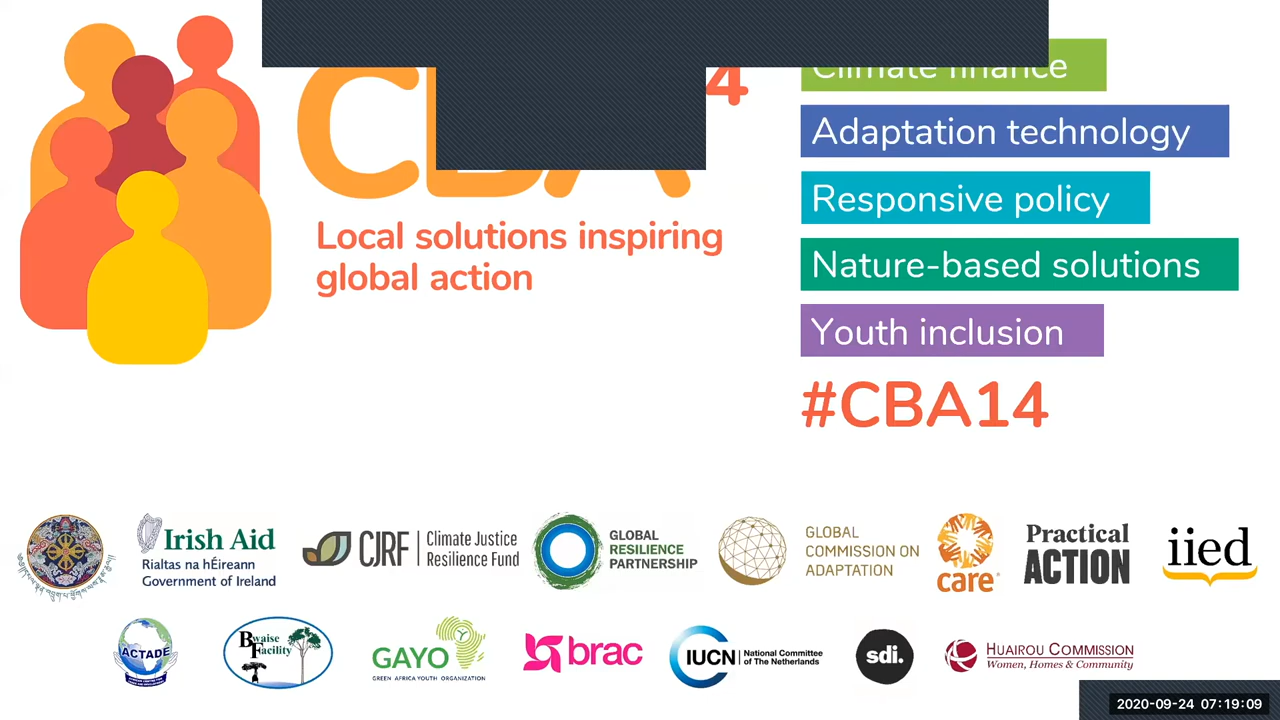 CBA14
Local solutions inspiring
global action
Climate finance
Adaptation technology
Responsive policy
Nature-based solutions
Youth inclusion
#CBA14
Irish Aid
Rialtas na hÉireann
Government of Ireland
CJRF | Climate Justice
Resilience Fund
GLOBAL
RESILIENCE
PARTNERSHIP
GLOBAL
COMMISSION ON
ADAPTATION
care
Practical
ACTION
iied
ACTADE
Bwaise
Facility
GAYO
GREEN AFRICA YOUTH ORGANIZATION
brac
IUCN
National Committee
of The Netherlands
sdi.
HUAIROU COMMISSION
Women, Homes & Community
2020-09-24 07:19:09